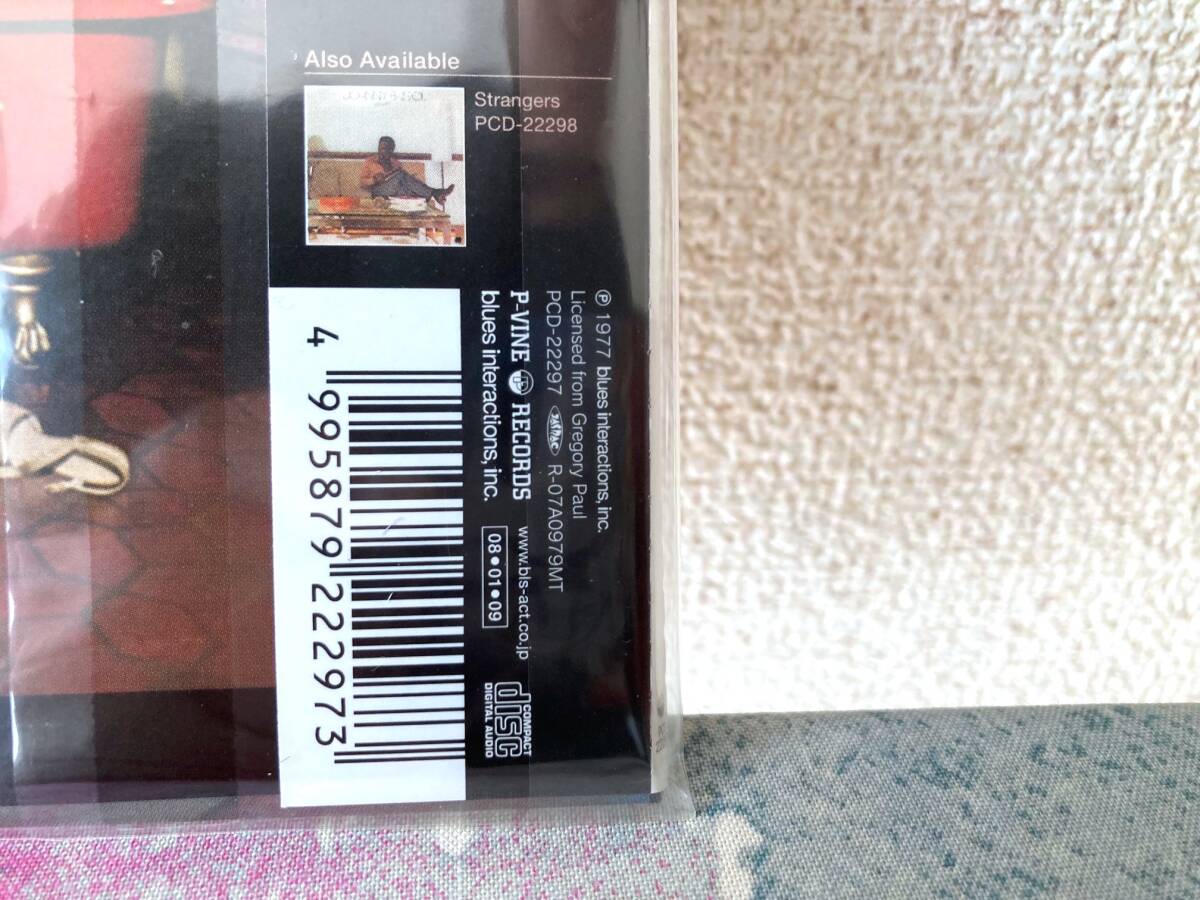 Also Available
Strangers
PCD-22298
℗ 1977 blues interactions, inc.
Licensed from Gregory Paul
PCD-22297 JASRAC R-07A0979MT
P-VINE RECORDS
blues interactions, inc.
www.bls-act.co.jp
08•01•09
COMPACT
disc
DIGITAL AUDIO
4 995879 222973